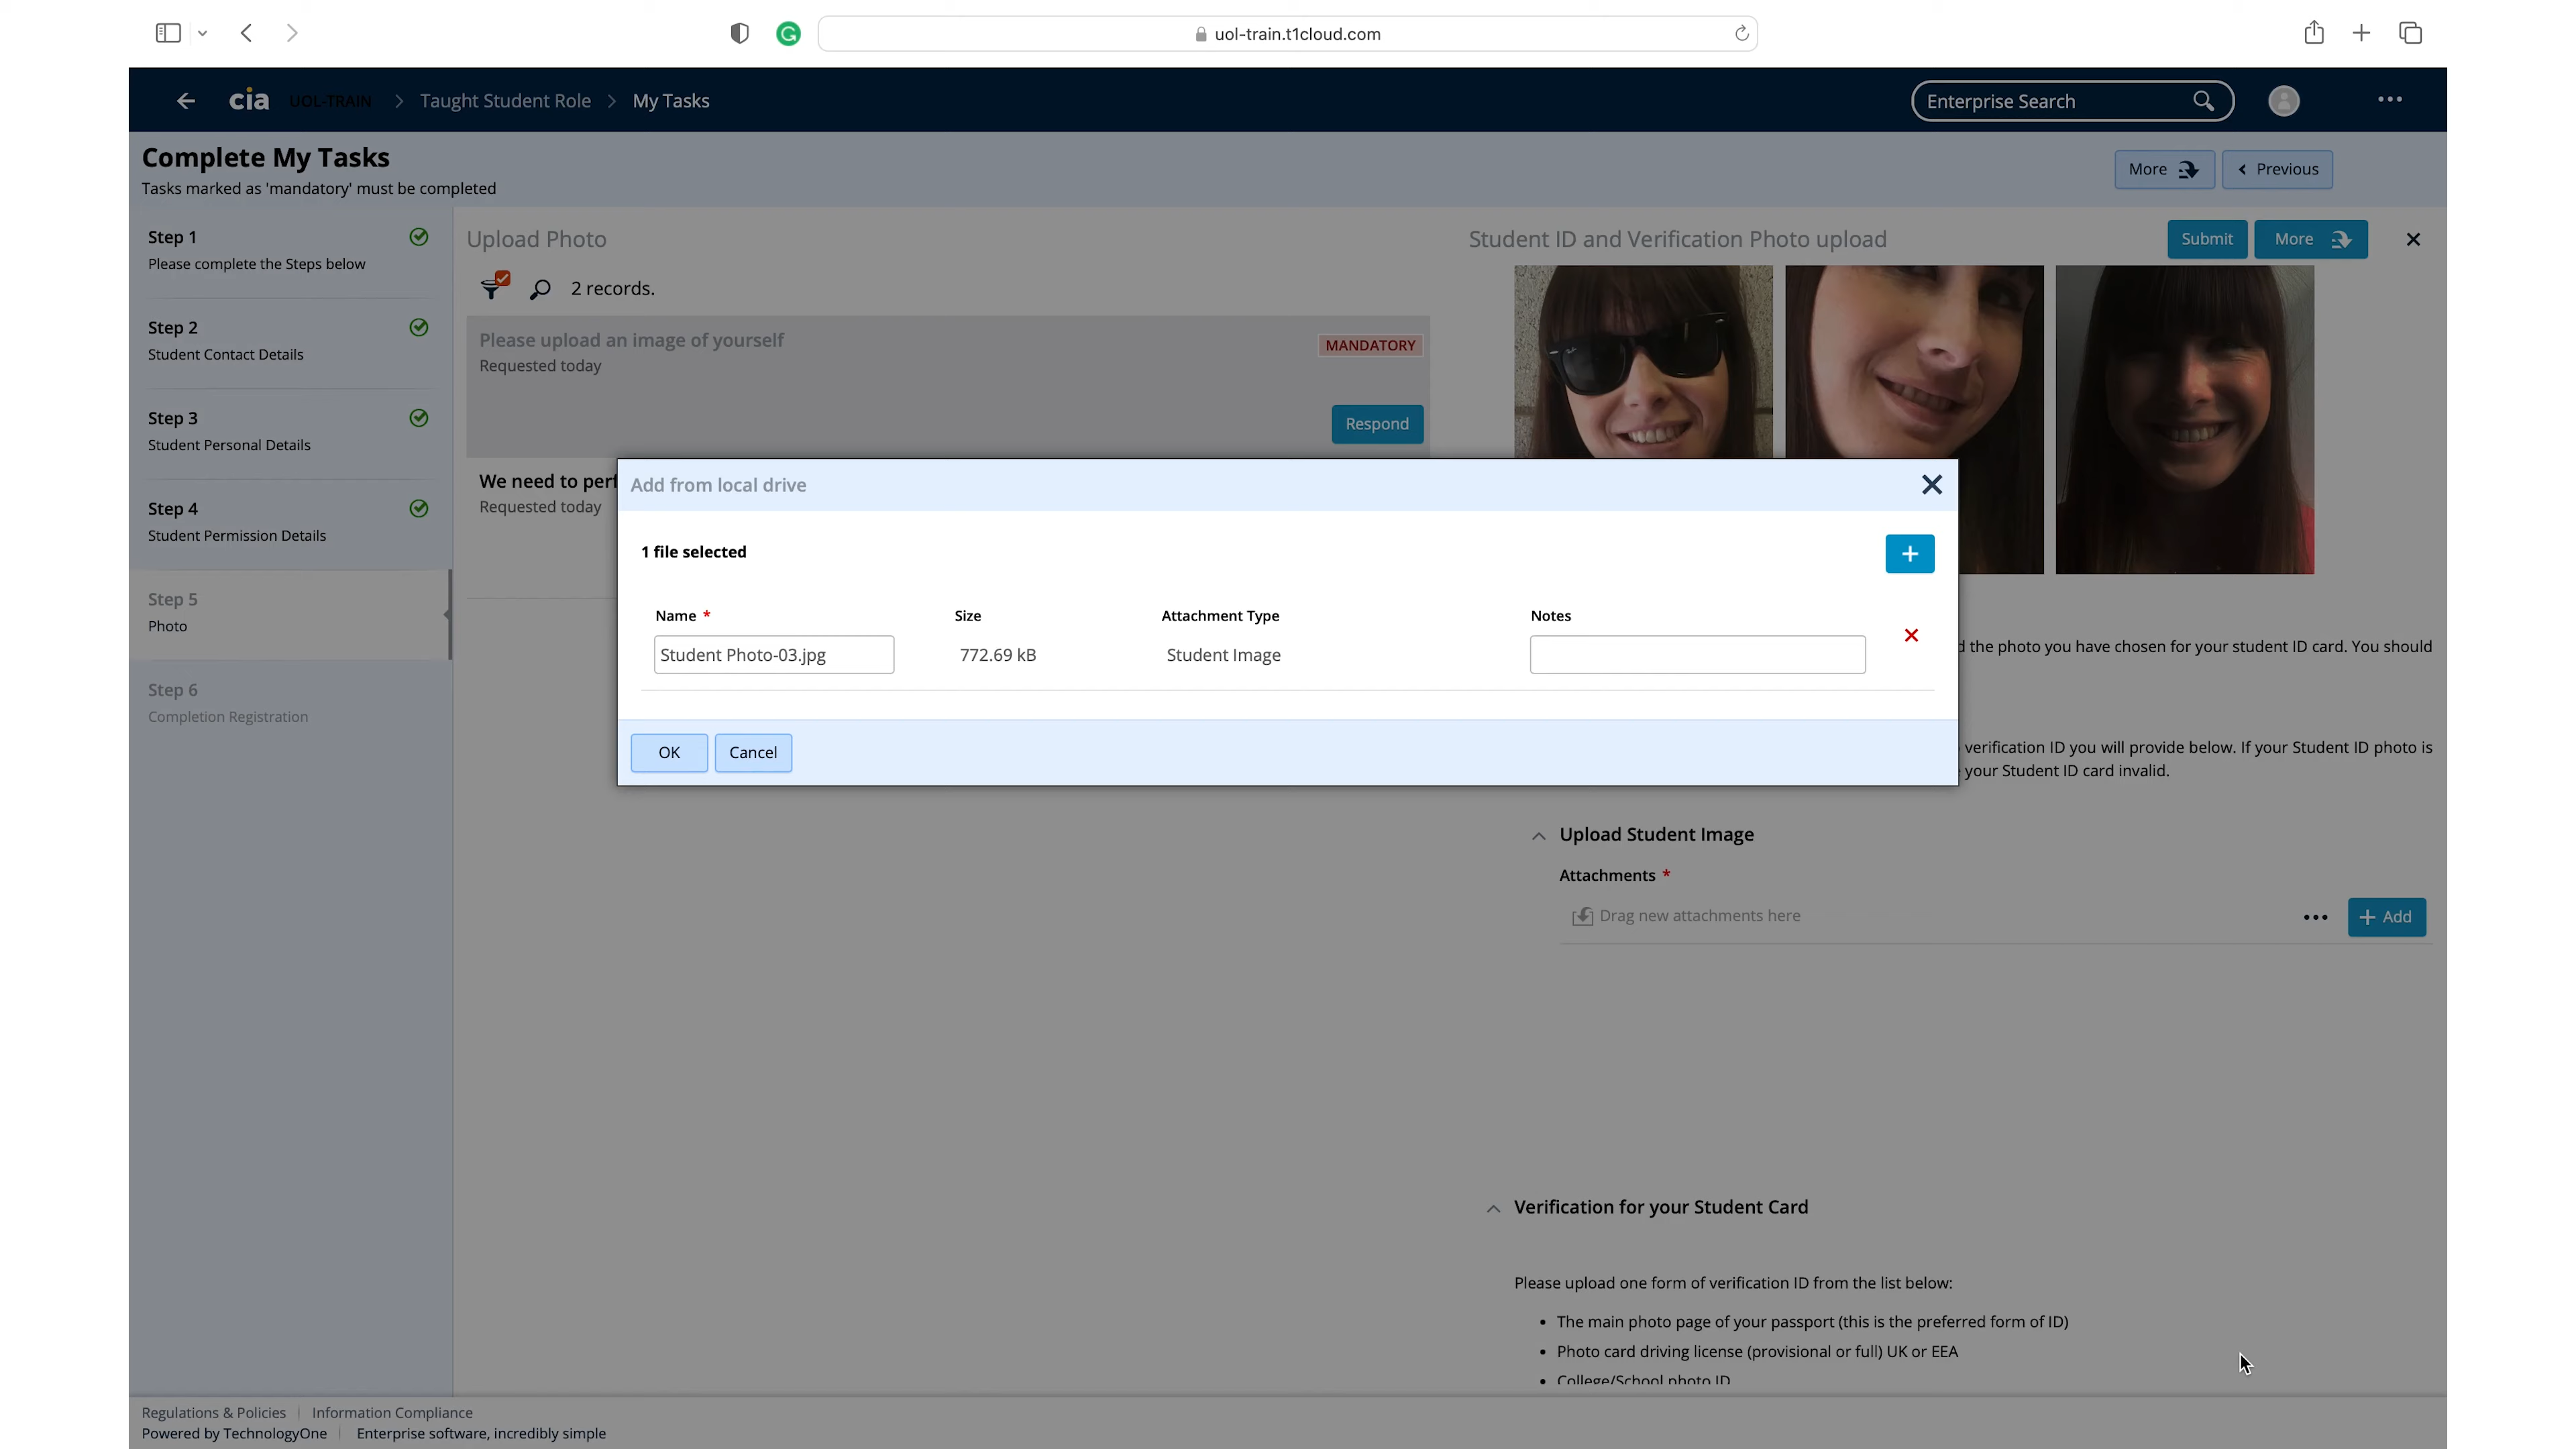 uol-train.t1cloud.com
cia UOL-TRAIN > Taught Student Role > My Tasks
Enterprise Search
Complete My Tasks
Tasks marked as 'mandatory' must be completed
More
Previous
Step 1
Please complete the Steps below
Step 2
Student Contact Details
Step 3
Student Personal Details
Step 4
Student Permission Details
Step 5
Photo
Step 6
Completion Registration
Upload Photo
2 records.
Please upload an image of yourself
MANDATORY
Requested today
Respond
We need to perf
Requested today
Student ID and Verification Photo upload
Submit
More
Add from local drive
1 file selected
Name *
Size
Attachment Type
Notes
Student Photo-03.jpg
772.69 kB
Student Image
OK
Cancel
the photo you have chosen for your student ID card. You should
verification ID you will provide below. If your Student ID photo is
your Student ID card invalid.
Upload Student Image
Attachments *
Drag new attachments here
+ Add
Verification for your Student Card
Please upload one form of verification ID from the list below:
• The main photo page of your passport (this is the preferred form of ID)
• Photo card driving license (provisional or full) UK or EEA
• College/School photo ID
Regulations & Policies | Information Compliance
Powered by TechnologyOne | Enterprise software, incredibly simple